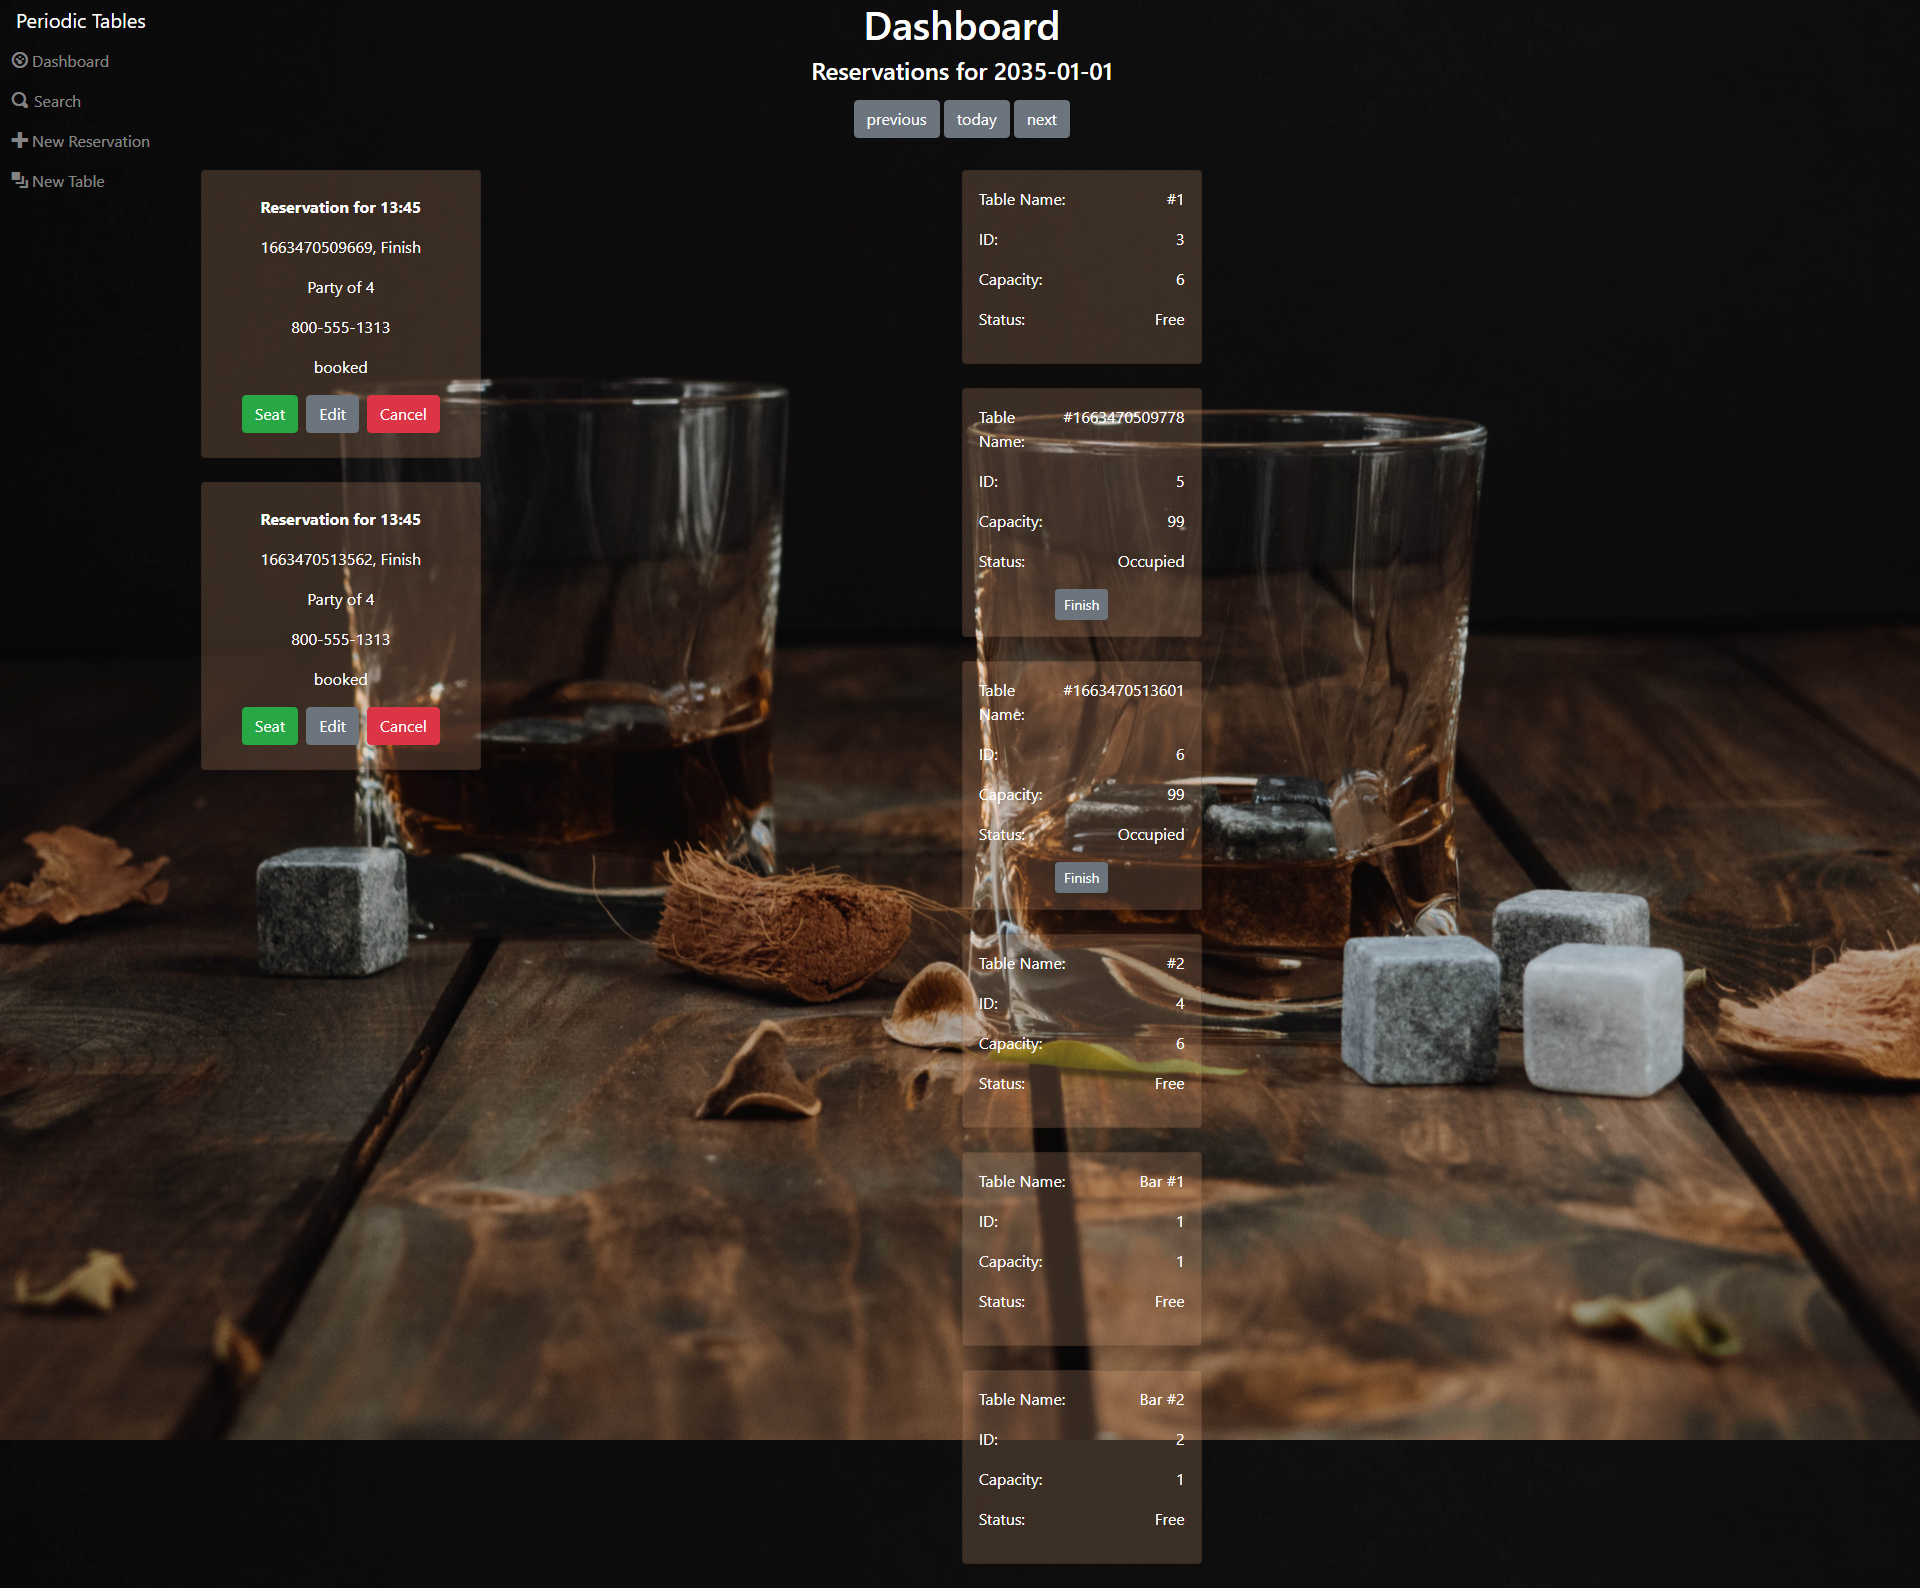 Periodic Tables
Dashboard
Search
New Reservation
New Table
Dashboard
Reservations for 2035-01-01
previous today next
Reservation for 13:45
1663470509669, Finish
Party of 4
800-555-1313
booked
Seat Edit Cancel
Reservation for 13:45
1663470513562, Finish
Party of 4
800-555-1313
booked
Seat Edit Cancel
Table Name: #1
ID: 3
Capacity: 6
Status: Free
Table #1663470509778
Name:
ID: 5
Capacity: 99
Status: Occupied
Finish
Table #1663470513601
Name:
ID: 6
Capacity: 99
Status: Occupied
Finish
Table Name: #2
ID: 4
Capacity: 6
Status: Free
Table Name: Bar #1
ID: 1
Capacity: 1
Status: Free
Table Name: Bar #2
ID: 2
Capacity: 1
Status: Free